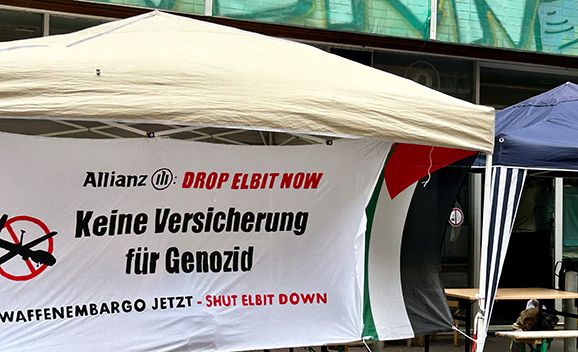 Allianz: DROP ELBIT NOW
Keine Versicherung
für Genozid
WAFFENEMBARGO JETZT - SHUT ELBIT DOWN